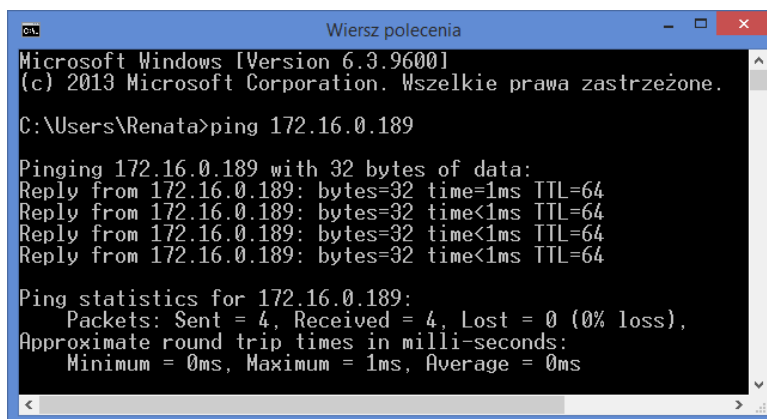 Wiersz polecenia
Microsoft Windows [Version 6.3.9600]
(c) 2013 Microsoft Corporation. Wszelkie prawa zastrzeżone.
C:\Users\Renata>ping 172.16.0.189
Pinging 172.16.0.189 with 32 bytes of data:
Reply from 172.16.0.189: bytes=32 time=1ms TTL=64
Reply from 172.16.0.189: bytes=32 time<1ms TTL=64
Reply from 172.16.0.189: bytes=32 time<1ms TTL=64
Reply from 172.16.0.189: bytes=32 time<1ms TTL=64
Ping statistics for 172.16.0.189:
Packets: Sent = 4, Received = 4, Lost = 0 (0% loss),
Approximate round trip times in milli-seconds:
Minimum = 0ms, Maximum = 1ms, Average = 0ms